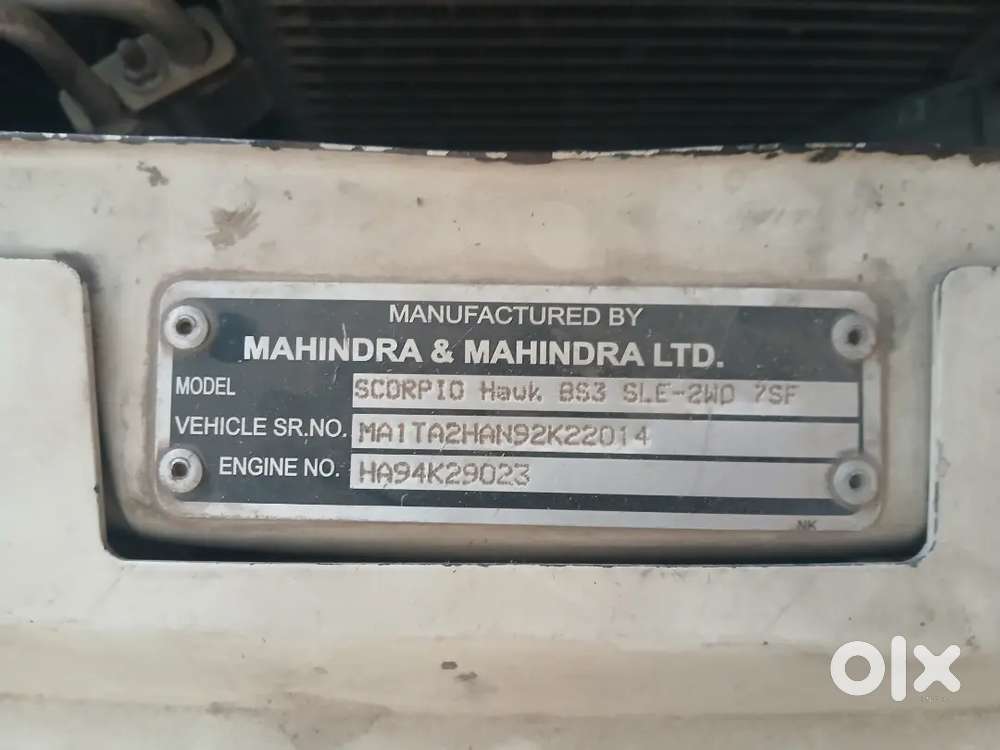 MANUFACTURED BY
MAHINDRA & MAHINDRA LTD.
MODEL SCORPIO Hawk BS3 SLE-2WD 7SF
VEHICLE SR.NO. MA1TA2HAN92K22014
ENGINE NO. HA94K29023
NK
olx